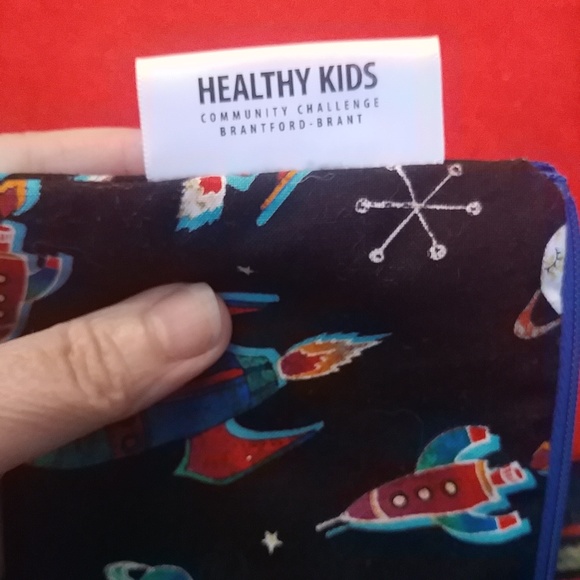 HEALTHY KIDS
COMMUNITY CHALLENGE
BRANTFORD-BRANT